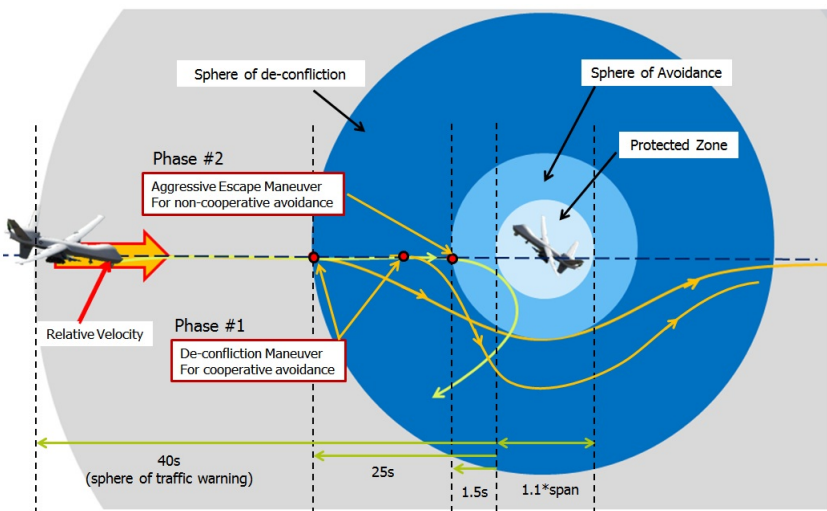 Sphere of de-confliction
Sphere of Avoidance
Protected Zone
Phase #2
Aggressive Escape Maneuver
For non-cooperative avoidance
Relative Velocity
Phase #1
De-confliction Maneuver
For cooperative avoidance
40s
(sphere of traffic warning)
25s
1.5s
1.1*span